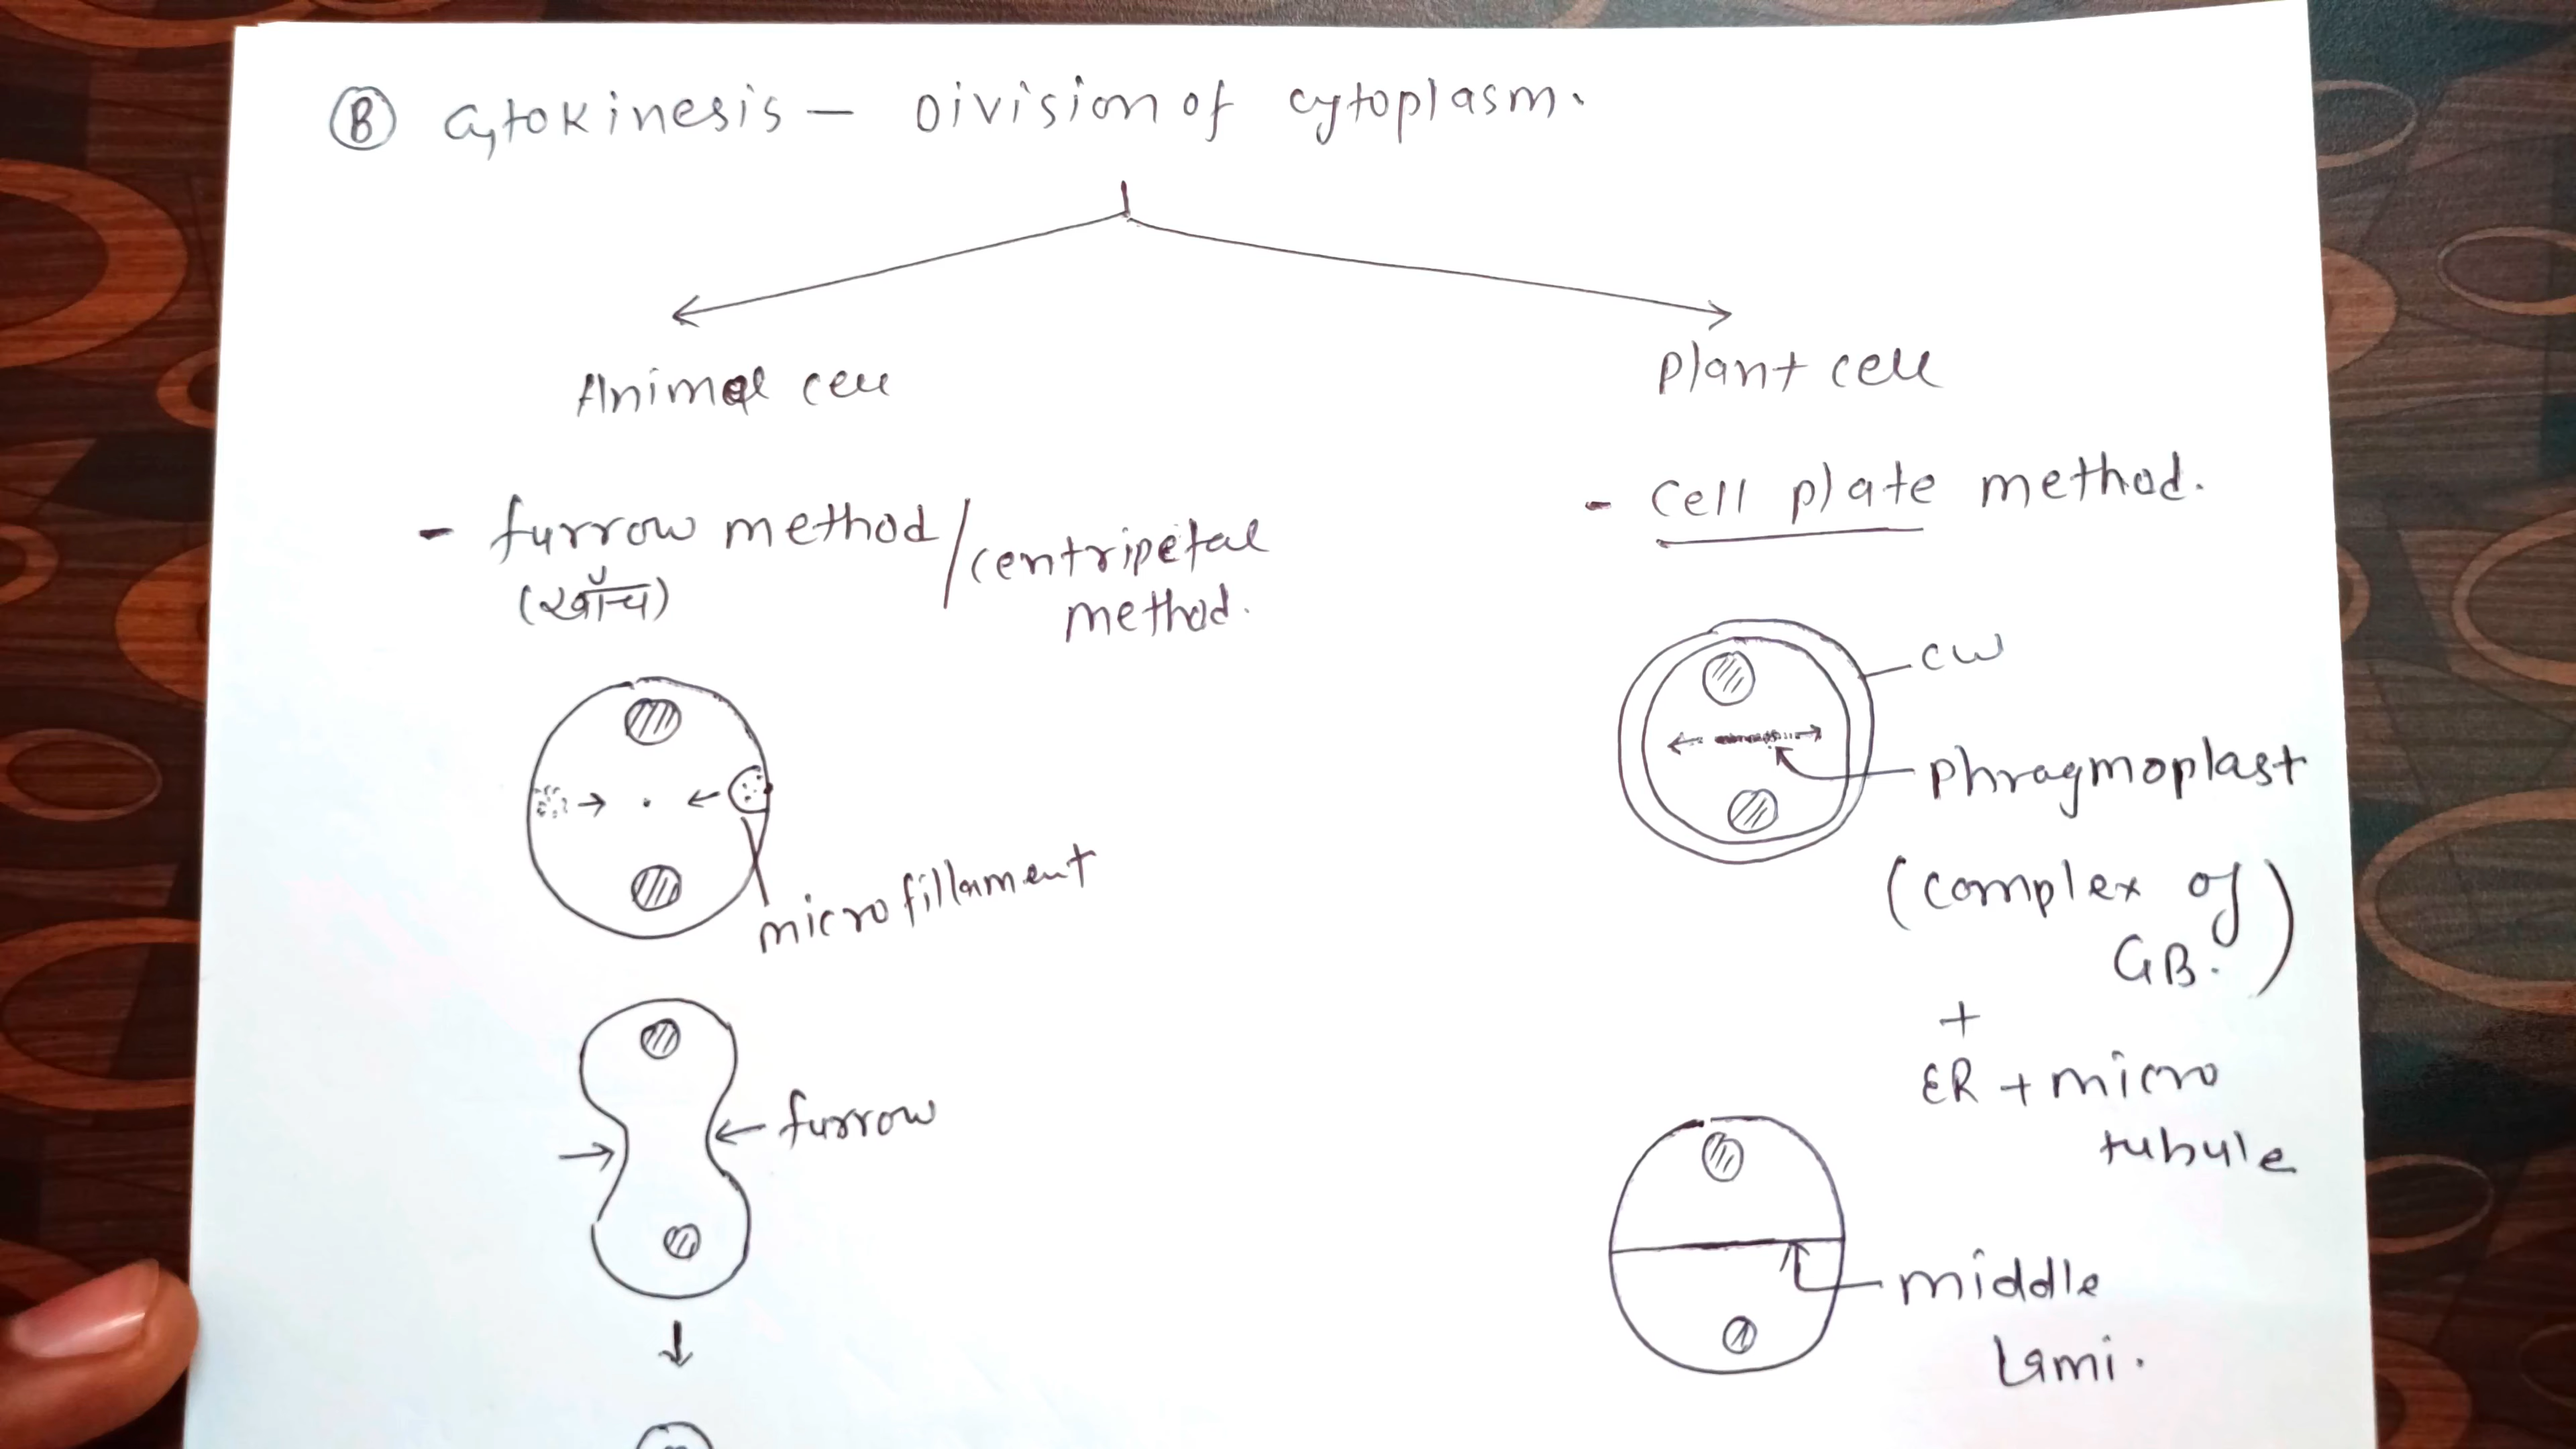 Ⓑ Cytokinesis – Division of cytoplasm.
Animal cell
Plant cell
- furrow method/centripetal
(खाँच)
method.
- Cell plate method.
CW
Phragmoplast
(Complex of
GB.)
+
ER + micro
tubule
microfillament
furrow
middle
Lami.